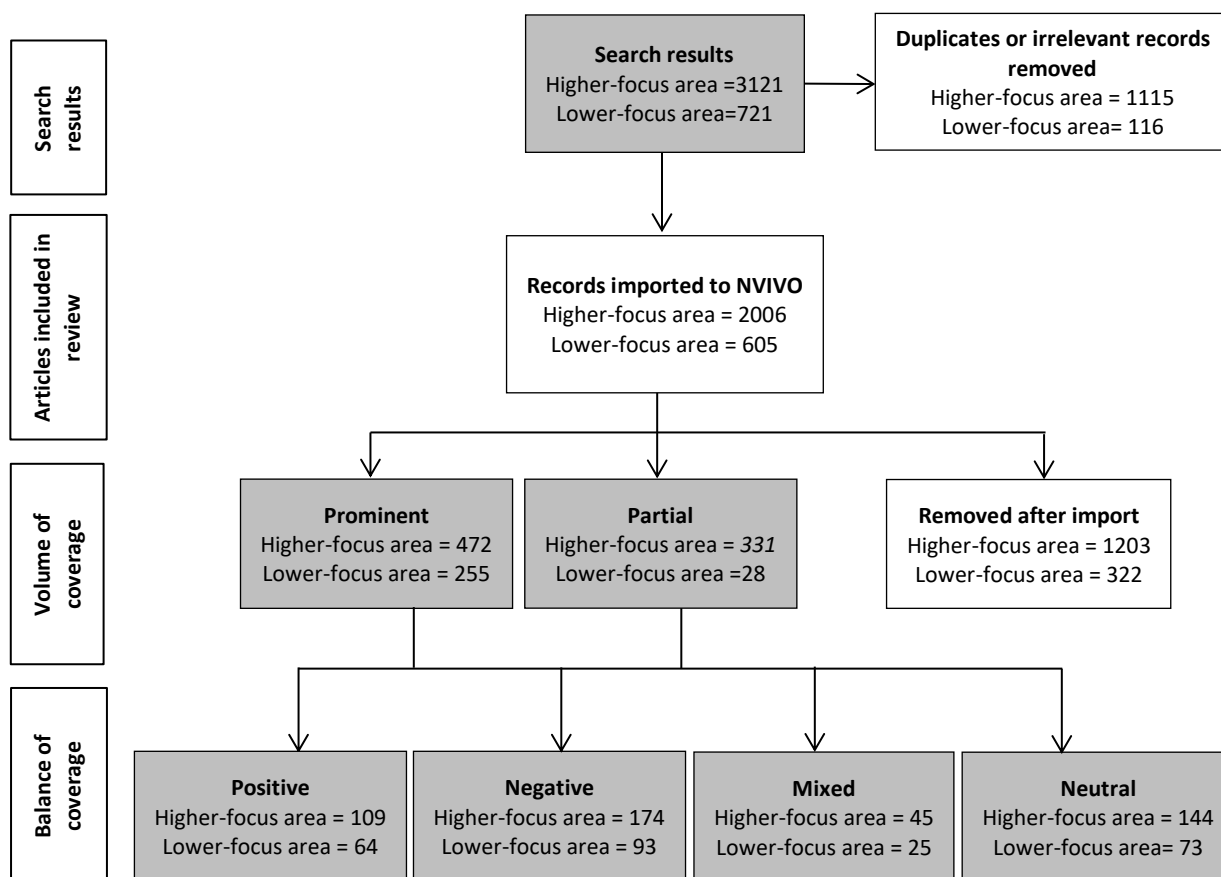 Search
results
Search results
Higher-focus area =3121
Lower-focus area=721
Duplicates or irrelevant records
removed
Higher-focus area = 1115
Lower-focus area= 116
Articles included in
review
Records imported to NVIVO
Higher-focus area = 2006
Lower-focus area = 605
Volume of
coverage
Prominent
Higher-focus area = 472
Lower-focus area = 255
Partial
Higher-focus area = 331
Lower-focus area =28
Removed after import
Higher-focus area = 1203
Lower-focus area = 322
Balance of
coverage
Positive
Higher-focus area = 109
Lower-focus area = 64
Negative
Higher-focus area = 174
Lower-focus area = 93
Mixed
Higher-focus area = 45
Lower-focus area = 25
Neutral
Higher-focus area = 144
Lower-focus area= 73